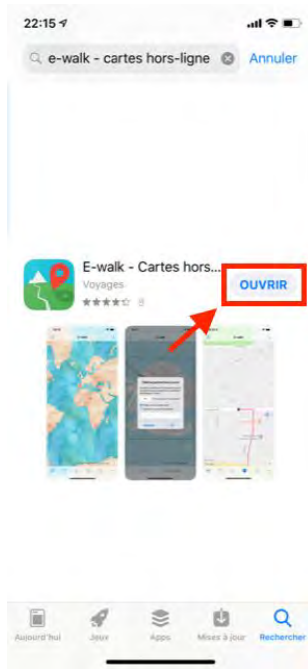 22:15
e-walk - cartes hors-ligne Annuler
E-walk - Cartes hors...
Voyages
OUVRIR
8
Aujourd'hui Jeux Apps Mises à jour Rechercher